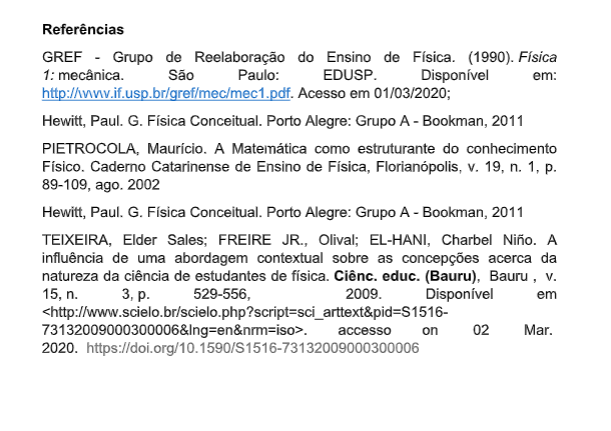 Referências
GREF - Grupo de Reelaboração do Ensino de Física. (1990). Física
1: mecânica. São Paulo: EDUSP. Disponível em:
http://www.if.usp.br/gref/mec/mec1.pdf. Acesso em 01/03/2020;
Hewitt, Paul. G. Física Conceitual. Porto Alegre: Grupo A - Bookman, 2011
PIETROCOLA, Maurício. A Matemática como estruturante do conhecimento
Físico. Caderno Catarinense de Ensino de Física, Florianópolis, v. 19, n. 1, p.
89-109, ago. 2002
Hewitt, Paul. G. Física Conceitual. Porto Alegre: Grupo A - Bookman, 2011
TEIXEIRA, Elder Sales; FREIRE JR., Olival; EL-HANI, Charbel Niño. A
influência de uma abordagem contextual sobre as concepções acerca da
natureza da ciência de estudantes de física. Ciênc. educ. (Bauru), Bauru , v.
15, n. 3, p. 529-556, 2009. Disponível em
<http://www.scielo.br/scielo.php?script=sci_arttext&pid=S1516-
73132009000300006&lng=en&nrm=iso>. accesso on 02 Mar.
2020. https://doi.org/10.1590/S1516-73132009000300006